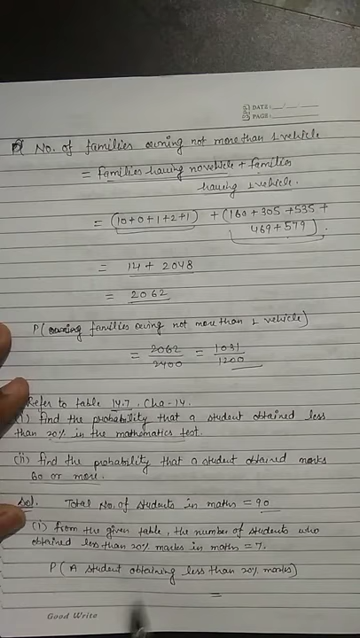 DATE: __/__/__
PAGE:
No. of families owning not more than 1 vehicle
= families having no vehicle + families
having 1 vehicle.
= (10+0+1+2+1) + (160+305+535+
469+579).
= 14 + 2048
= 2062
P( families owing not more than 1 vehicle)
= 2062/2400 = 1031/1200
Refer to table 14.7, Cha-14.
(i) find the probability that a student obtained less
than 20% in the mathematics test.
(ii) find the probability that a student obtained marks
60 or more.
Sol. Total No. of students in maths = 90
(i) from the given table, the number of students who
obtained less than 20% marks in maths = 7.
P( A student obtaining less than 20% marks)
=
Good Write